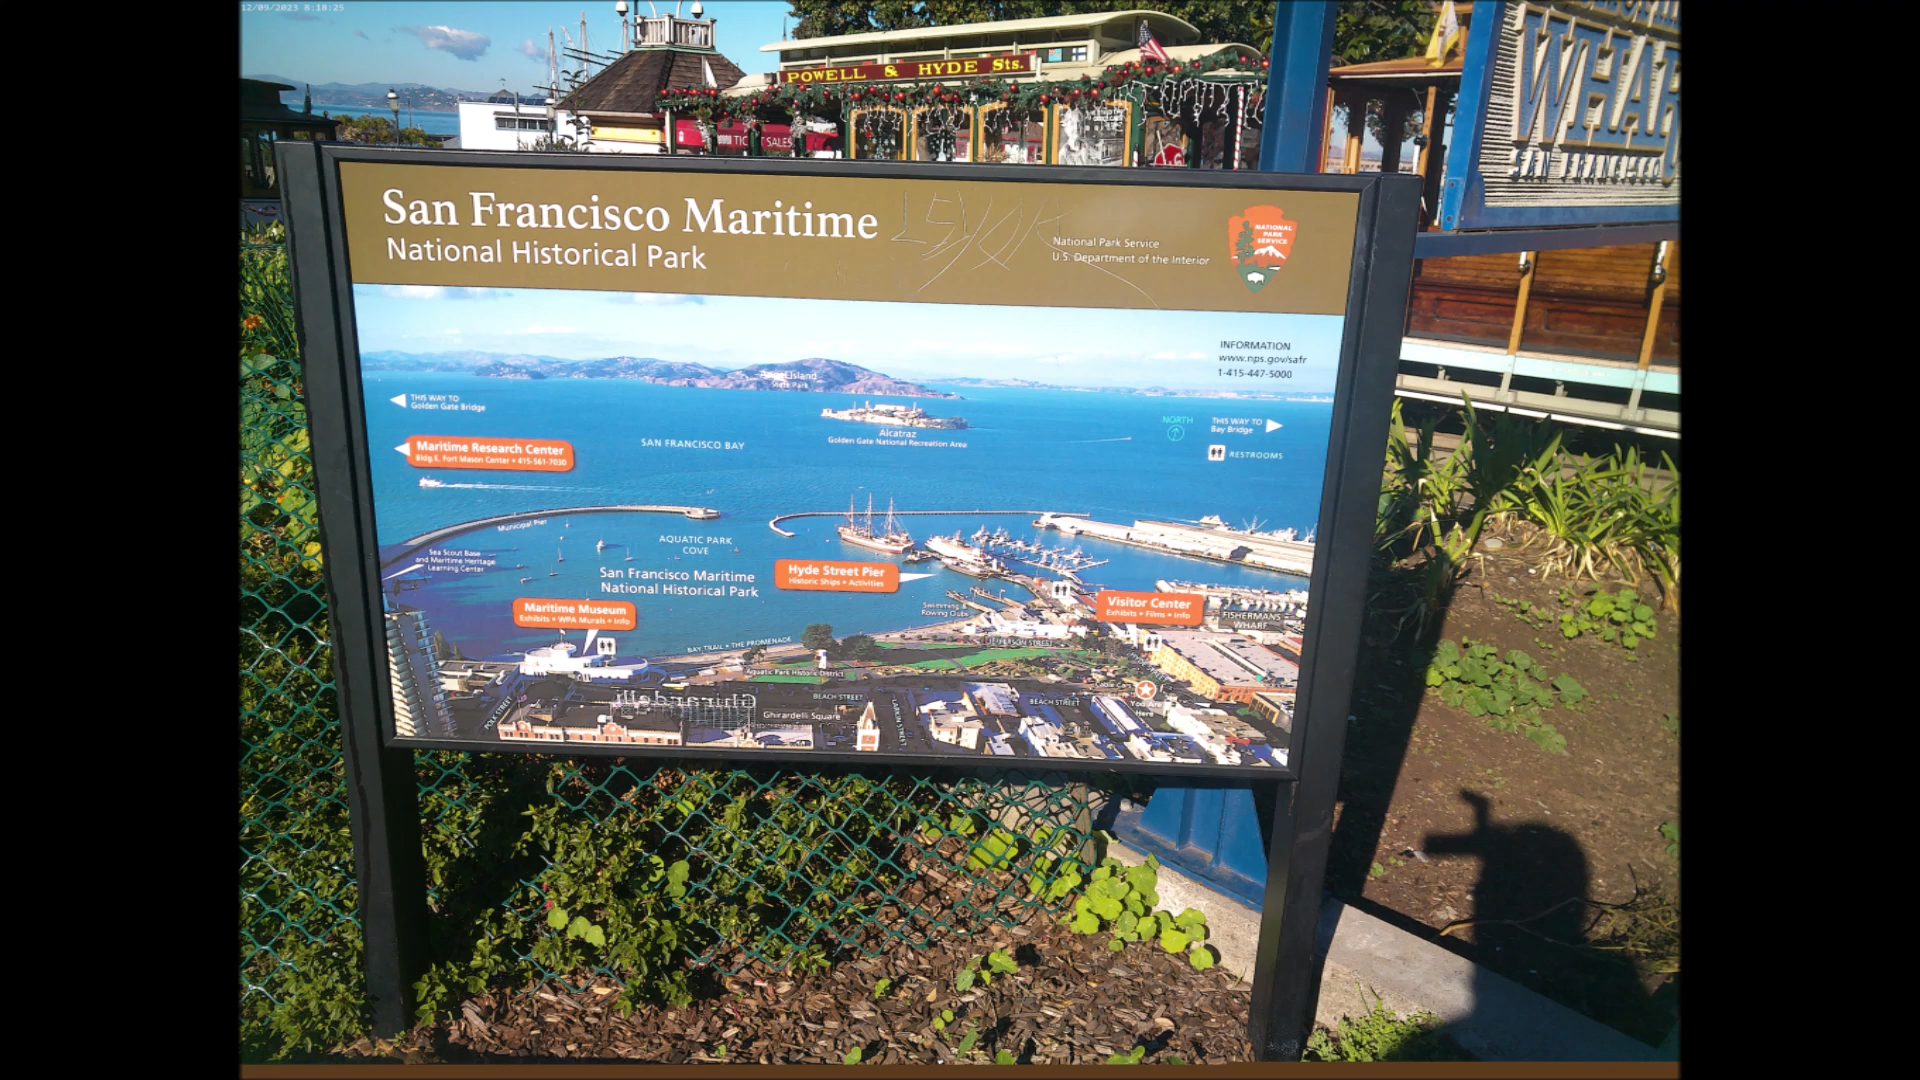 12/09/2023 8:18:25
POWELL & HYDE Sts.
TICKET SALES
WHARF
SAN FRANCISCO
San Francisco Maritime
National Historical Park
National Park Service
U.S. Department of the Interior
NATIONAL
PARK
SERVICE
INFORMATION
www.nps.gov/safr
1-415-447-5000
Angel Island
State Park
THIS WAY TO
Golden Gate Bridge
Alcatraz
Golden Gate National Recreation Area
NORTH
THIS WAY TO
Bay Bridge
RESTROOMS
Maritime Research Center
Bldg E, Fort Mason Center • 415-561-7030
SAN FRANCISCO BAY
Municipal Pier
AQUATIC PARK
COVE
Sea Scout Base
and Maritime Heritage
Learning Center
San Francisco Maritime
National Historical Park
Hyde Street Pier
Historic Ships • Activities
Maritime Museum
Exhibits • WPA Murals • Info
Swimming &
Rowing Clubs
Visitor Center
Exhibits • Films • Info
FISHERMANS
WHARF
BAY TRAIL • THE PROMENADE
JEFFERSON STREET
Aquatic Park Historic District
Cable Car
You Are
Here
POLK STREET
Ghirardelli
Ghirardelli Square
BEACH STREET
LARKIN STREET
BEACH STREET